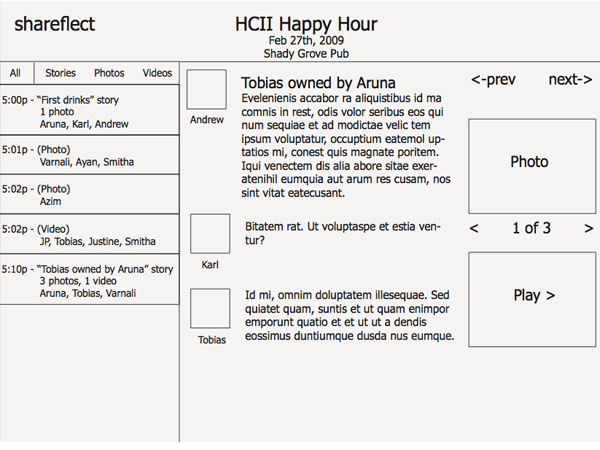 shareflect
HCII Happy Hour
Feb 27th, 2009
Shady Grove Pub
All Stories Photos Videos
5:00p - “First drinks” story
1 photo
Aruna, Karl, Andrew
5:01p - (Photo)
Varnali, Ayan, Smitha
5:02p - (Photo)
Azim
5:02p - (Video)
JP, Tobias, Justine, Smitha
5:10p - “Tobias owned by Aruna” story
3 photos, 1 video
Aruna, Tobias, Varnali
Andrew
Tobias owned by Aruna
Evelenienis accabor ra aliquistibus id ma
comnis in rest, odis volor seribus eos qui
num sequiae et ad modictae velic tem
ipsum voluptatur, occuptium eatemol up-
tatios mi, conest quis magnate poritem.
Iqui venectem dis alia abore sitae exer-
atenihil eumquia aut arum res cusam, nos
sint vitat eatecusant.
Karl
Bitatem rat. Ut voluptaspe et estia ven-
tur?
Tobias
Id mi, omnim doluptatem illesequae. Sed
quiatet quam, suntis et ut quam enimpor
emporunt quatio et et ut ut a dendis
eossimus duntiumque dusda nus eumque.
<-prev next->
Photo
< 1 of 3 >
Play >